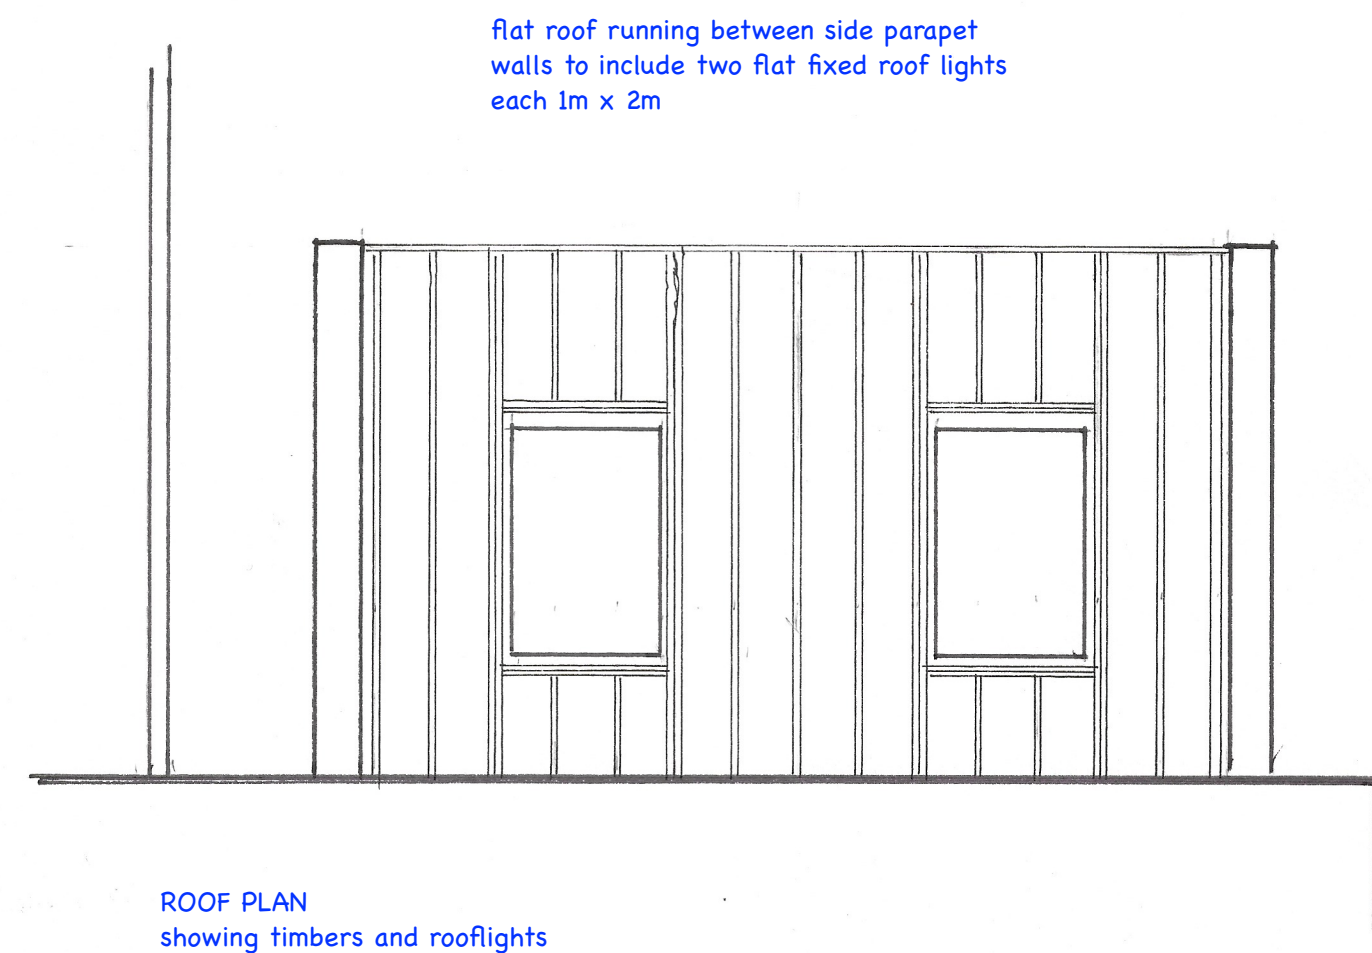 flat roof running between side parapet
walls to include two flat fixed roof lights
each 1m x 2m
ROOF PLAN
showing timbers and rooflights